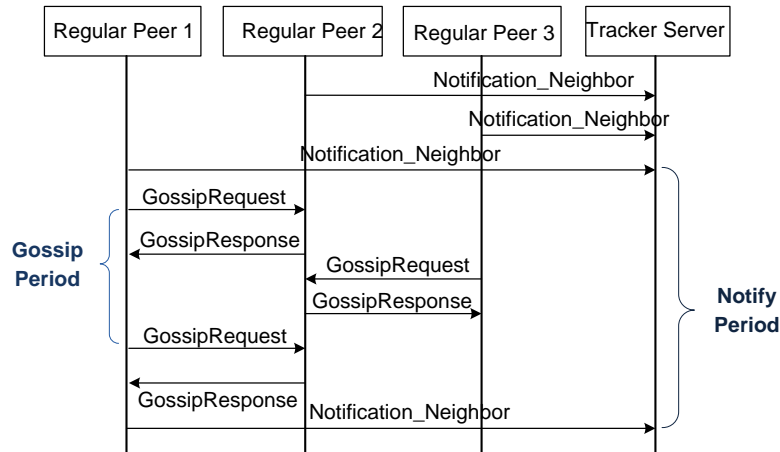 Regular Peer 1
Regular Peer 2
Regular Peer 3
Tracker Server
Notification_Neighbor
Notification_Neighbor
Notification_Neighbor
GossipRequest
GossipResponse
Gossip
Period
GossipRequest
GossipResponse
Notify
Period
GossipRequest
GossipResponse
Notification_Neighbor